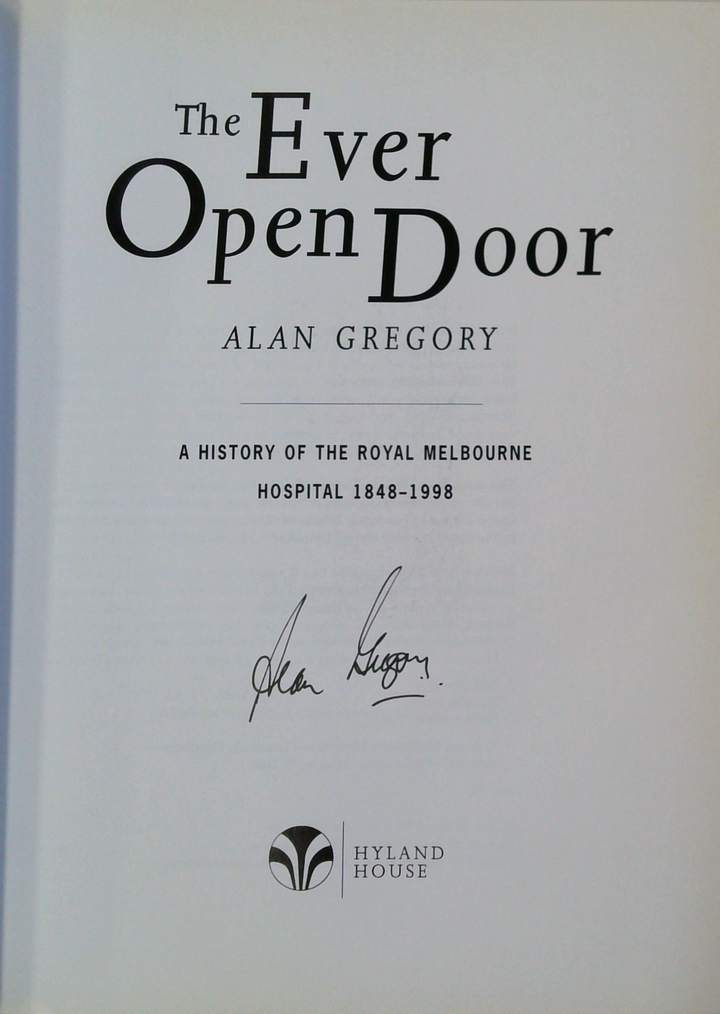 The Ever
Open Door
ALAN GREGORY
A HISTORY OF THE ROYAL MELBOURNE
HOSPITAL 1848–1998
Alan Gregory.
HYLAND
HOUSE